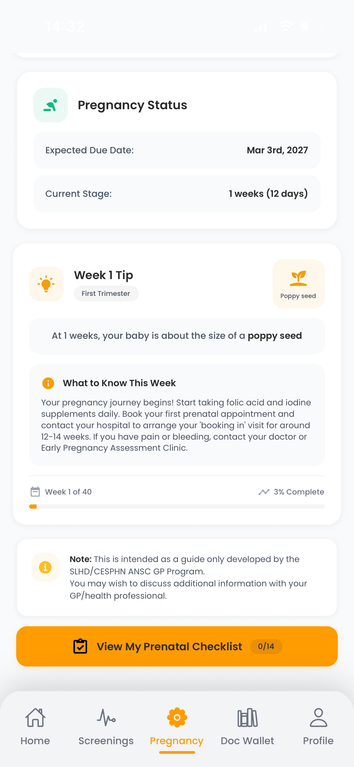 14:32
Pregnancy Status
Expected Due Date: Mar 3rd, 2027
Current Stage: 1 weeks (12 days)
Week 1 Tip
First Trimester
Poppy seed
At 1 weeks, your baby is about the size of a poppy seed
What to Know This Week
Your pregnancy journey begins! Start taking folic acid and iodine
supplements daily. Book your first prenatal appointment and
contact your hospital to arrange your 'booking in' visit for around
12-14 weeks. If you have pain or bleeding, contact your doctor or
Early Pregnancy Assessment Clinic.
Week 1 of 40 3% Complete
Note: This is intended as a guide only developed by the
SLHD/CESPHN ANSC GP Program.
You may wish to discuss additional information with your
GP/health professional.
View My Prenatal Checklist 0/14
Home Screenings Pregnancy Doc Wallet Profile